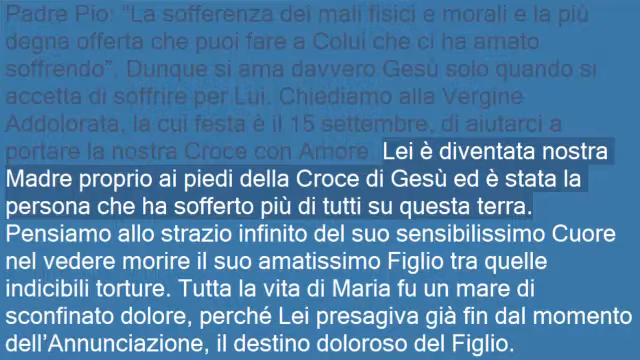 Padre Pio: "La sofferenza dei mali fisici e morali è la più
degna offerta che puoi fare a Colui che ci ha amato
soffrendo”. Dunque si ama davvero Gesù solo quando si
accetta di soffrire per Lui. Chiediamo alla Vergine
Addolorata, la cui festa è il 15 settembre, di aiutarci a
portare la nostra Croce con Amore. Lei è diventata nostra
Madre proprio ai piedi della Croce di Gesù ed è stata la
persona che ha sofferto più di tutti su questa terra.
Pensiamo allo strazio infinito del suo sensibilissimo Cuore
nel vedere morire il suo amatissimo Figlio tra quelle
indicibili torture. Tutta la vita di Maria fu un mare di
sconfinato dolore, perché Lei presagiva già fin dal momento
dell’Annunciazione, il destino doloroso del Figlio.